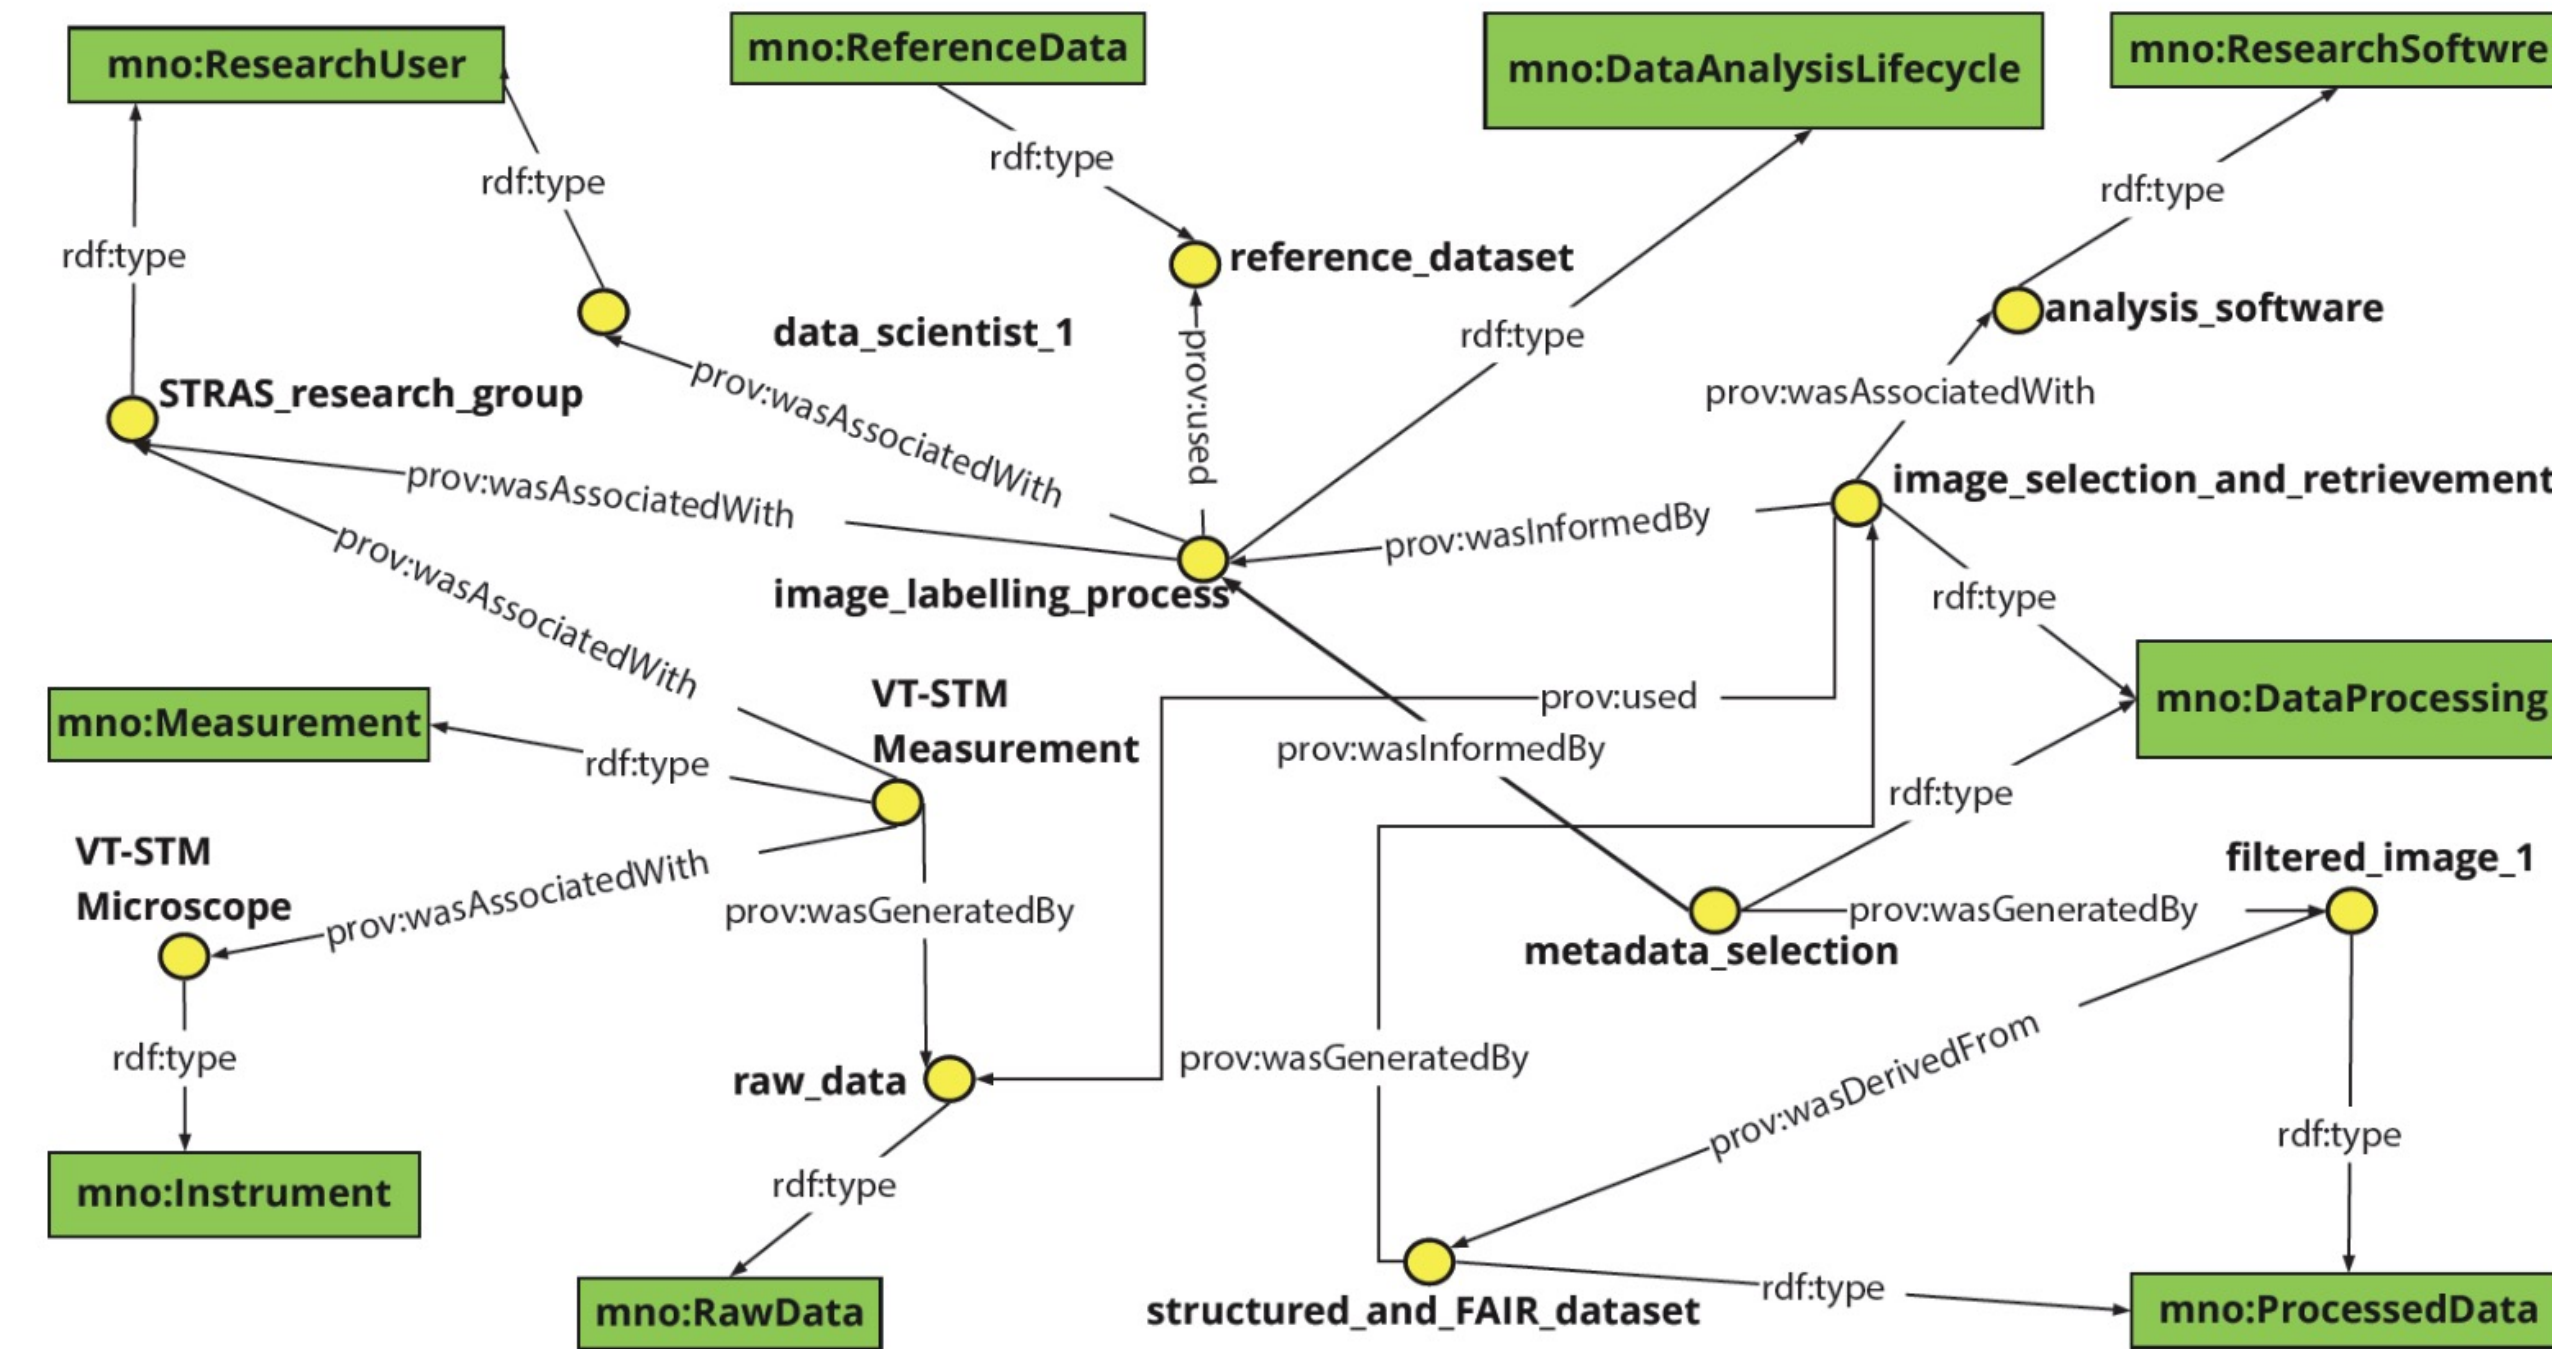 mno:ResearchUser
mno:ReferenceData
mno:DataAnalysisLifecycle
mno:ResearchSoftwre
rdf:type
rdf:type
rdf:type
rdf:type
reference_dataset
data_scientist_1
analysis_software
rdf:type
prov:used
STRAS_research_group
prov:wasAssociatedWith
prov:wasAssociatedWith
prov:wasAssociatedWith
image_selection_and_retrievement
prov:wasInformedBy
image_labelling_process
prov:wasAssociatedWith
rdf:type
mno:Measurement
VT-STM
Measurement
rdf:type
prov:used
mno:DataProcessing
prov:wasInformedBy
rdf:type
VT-STM
Microscope
prov:wasAssociatedWith
prov:wasGeneratedBy
filtered_image_1
prov:wasGeneratedBy
metadata_selection
rdf:type
raw_data
prov:wasGeneratedBy
prov:wasDerivedFrom
rdf:type
mno:Instrument
rdf:type
mno:RawData
structured_and_FAIR_dataset
rdf:type
mno:ProcessedData